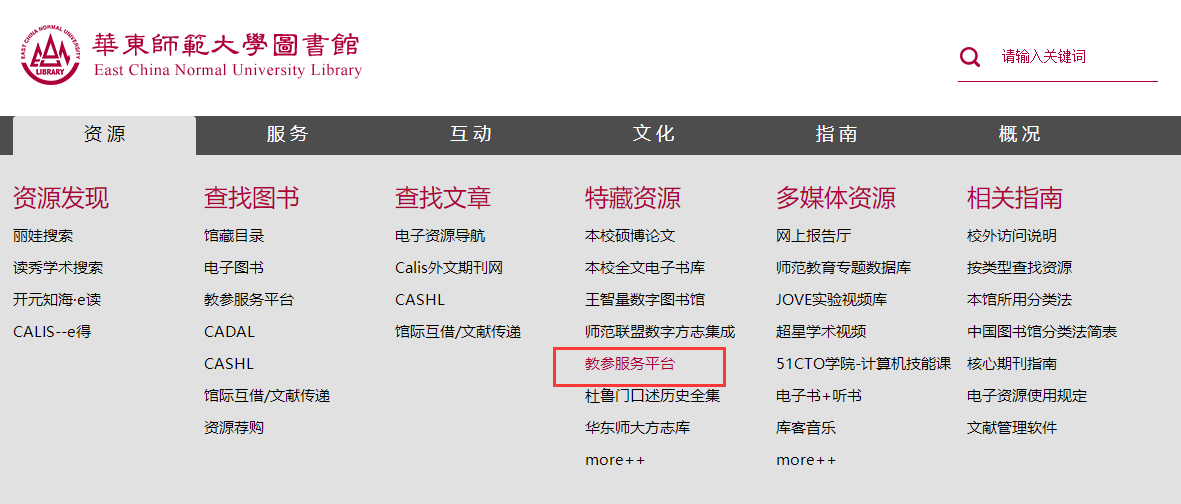 EAST CHINA NORMAL UNIVERSITY
LIBRARY
華東師範大學圖書館
East China Normal University Library
请输入关键词
资源
服务
互动
文化
指南
概况
资源发现
丽娃搜索
读秀学术搜索
开元知海·e读
CALIS--e得
查找图书
馆藏目录
电子图书
教参服务平台
CADAL
CASHL
馆际互借/文献传递
资源荐购
查找文章
电子资源导航
Calis外文期刊网
CASHL
馆际互借/文献传递
特藏资源
本校硕博论文
本校全文电子书库
王智量数字图书馆
师范联盟数字方志集成
教参服务平台
杜鲁门口述历史全集
华东师大方志库
more++
多媒体资源
网上报告厅
师范教育专题数据库
JOVE实验视频库
超星学术视频
51CTO学院-计算机技能课
电子书+听书
库客音乐
more++
相关指南
校外访问说明
按类型查找资源
本馆所用分类法
中国图书馆分类法简表
核心期刊指南
电子资源使用规定
文献管理软件